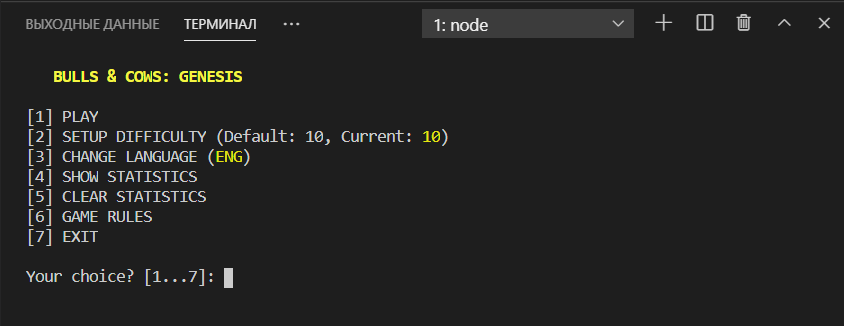 ВЫХОДНЫЕ ДАННЫЕ ТЕРМИНАЛ ... 1: node
BULLS & COWS: GENESIS
[1] PLAY
[2] SETUP DIFFICULTY (Default: 10, Current: 10)
[3] CHANGE LANGUAGE (ENG)
[4] SHOW STATISTICS
[5] CLEAR STATISTICS
[6] GAME RULES
[7] EXIT
Your choice? [1...7]: